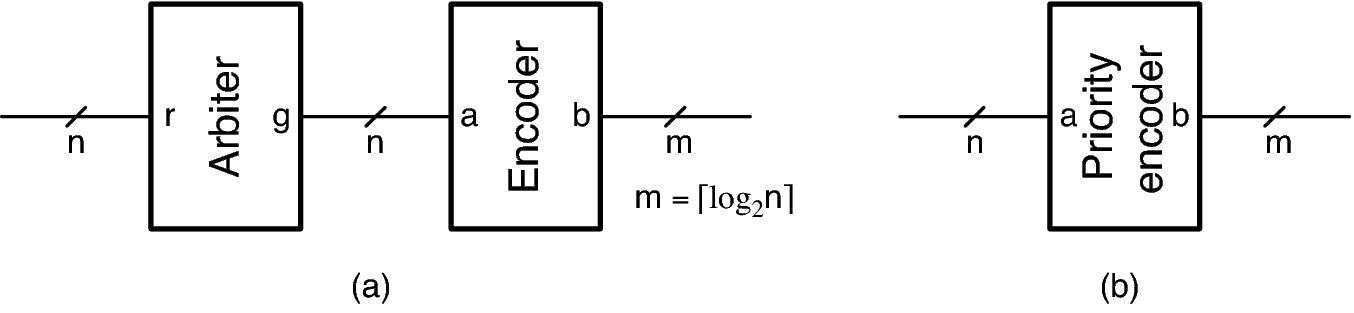 r
Arbiter
g
a
Encoder
b
a
Priority
encoder
b
n
n
m
n
m
m = ⌈log₂n⌉
(a)
(b)